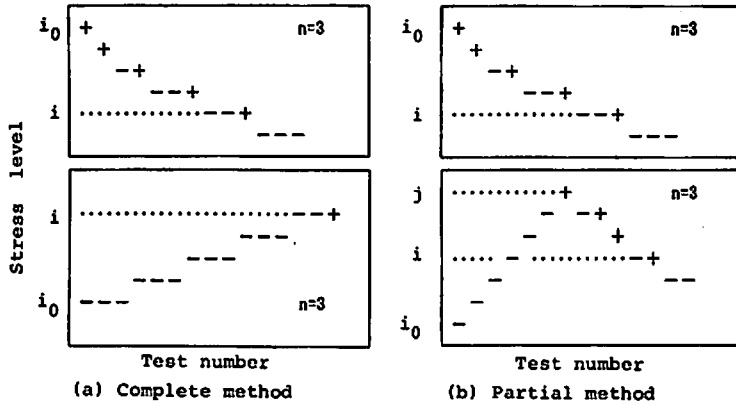 i0 n=3
i
n=3
i
i0
Stress level
Test number
(a) Complete method
i0 n=3
i
n=3
j
i
i0
Test number
(b) Partial method